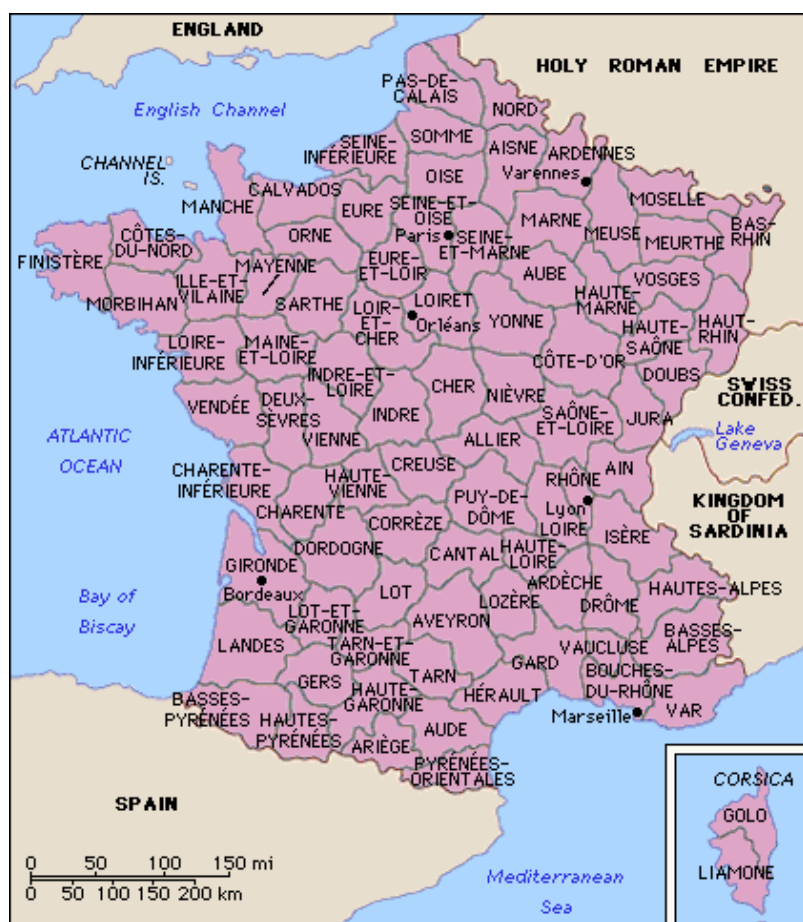 ENGLAND
HOLY ROMAN EMPIRE
English Channel
PAS-DE-
CALAIS
NORD
CHANNEL
IS.
SEINE-
INFÉRIEURE
SOMME
AISNE
ARDENNES
Varennes
OISE
MANCHE
CALVADOS
EURE
SEINE-ET-
OISE
Paris
SEINE-
ET-MARNE
MARNE
MEUSE
MOSELLE
MEURTHE
BAS-
RHIN
FINISTÈRE
CÔTES-
DU-NORD
ORNE
MAYENNE
EURE-
ET-LOIR
AUBE
VOSGES
HAUTE-
MARNE
MORBIHAN
ILLE-ET-
VILAINE
SARTHE
LOIR-
ET-
CHER
LOIRET
Orléans
YONNE
HAUTE-
SAÔNE
HAUT-
RHIN
LOIRE-
INFÉRIEURE
MAINE-
ET-LOIRE
INDRE-ET-
LOIRE
CHER
NIÈVRE
CÔTE-D'OR
DOUBS
SWISS
CONFED.
VENDÉE
DEUX-
SÈVRES
VIENNE
INDRE
ALLIER
SAÔNE-
ET-LOIRE
JURA
Lake
Geneva
ATLANTIC
OCEAN
CHARENTE-
INFÉRIEURE
HAUTE-
VIENNE
CREUSE
PUY-DE-
DÔME
RHÔNE
Lyon
LOIRE
AIN
KINGDOM
OF
SARDINIA
CHARENTE
CORRÈZE
ISÈRE
DORDOGNE
CANTAL
HAUTE-
LOIRE
GIRONDE
Bordeaux
Bay of
Biscay
LOT
LOT-ET-
GARONNE
AVEYRON
LOZÈRE
ARDÈCHE
DRÔME
HAUTES-ALPES
LANDES
TARN-ET-
GARONNE
TARN
GARD
VAUCLUSE
BASSES-
ALPES
GERS
HAUTE-
GARONNE
HÉRAULT
BOUCHES-
DU-RHÔNE
VAR
Marseille
BASSES-
PYRÉNÉES
HAUTES-
PYRÉNÉES
ARIÈGE
AUDE
PYRÉNÉES-
ORIENTALES
SPAIN
CORSICA
GOLO
LIAMONE
0 50 100 150 mi
0 50 100 150 200 km
Mediterranean
Sea